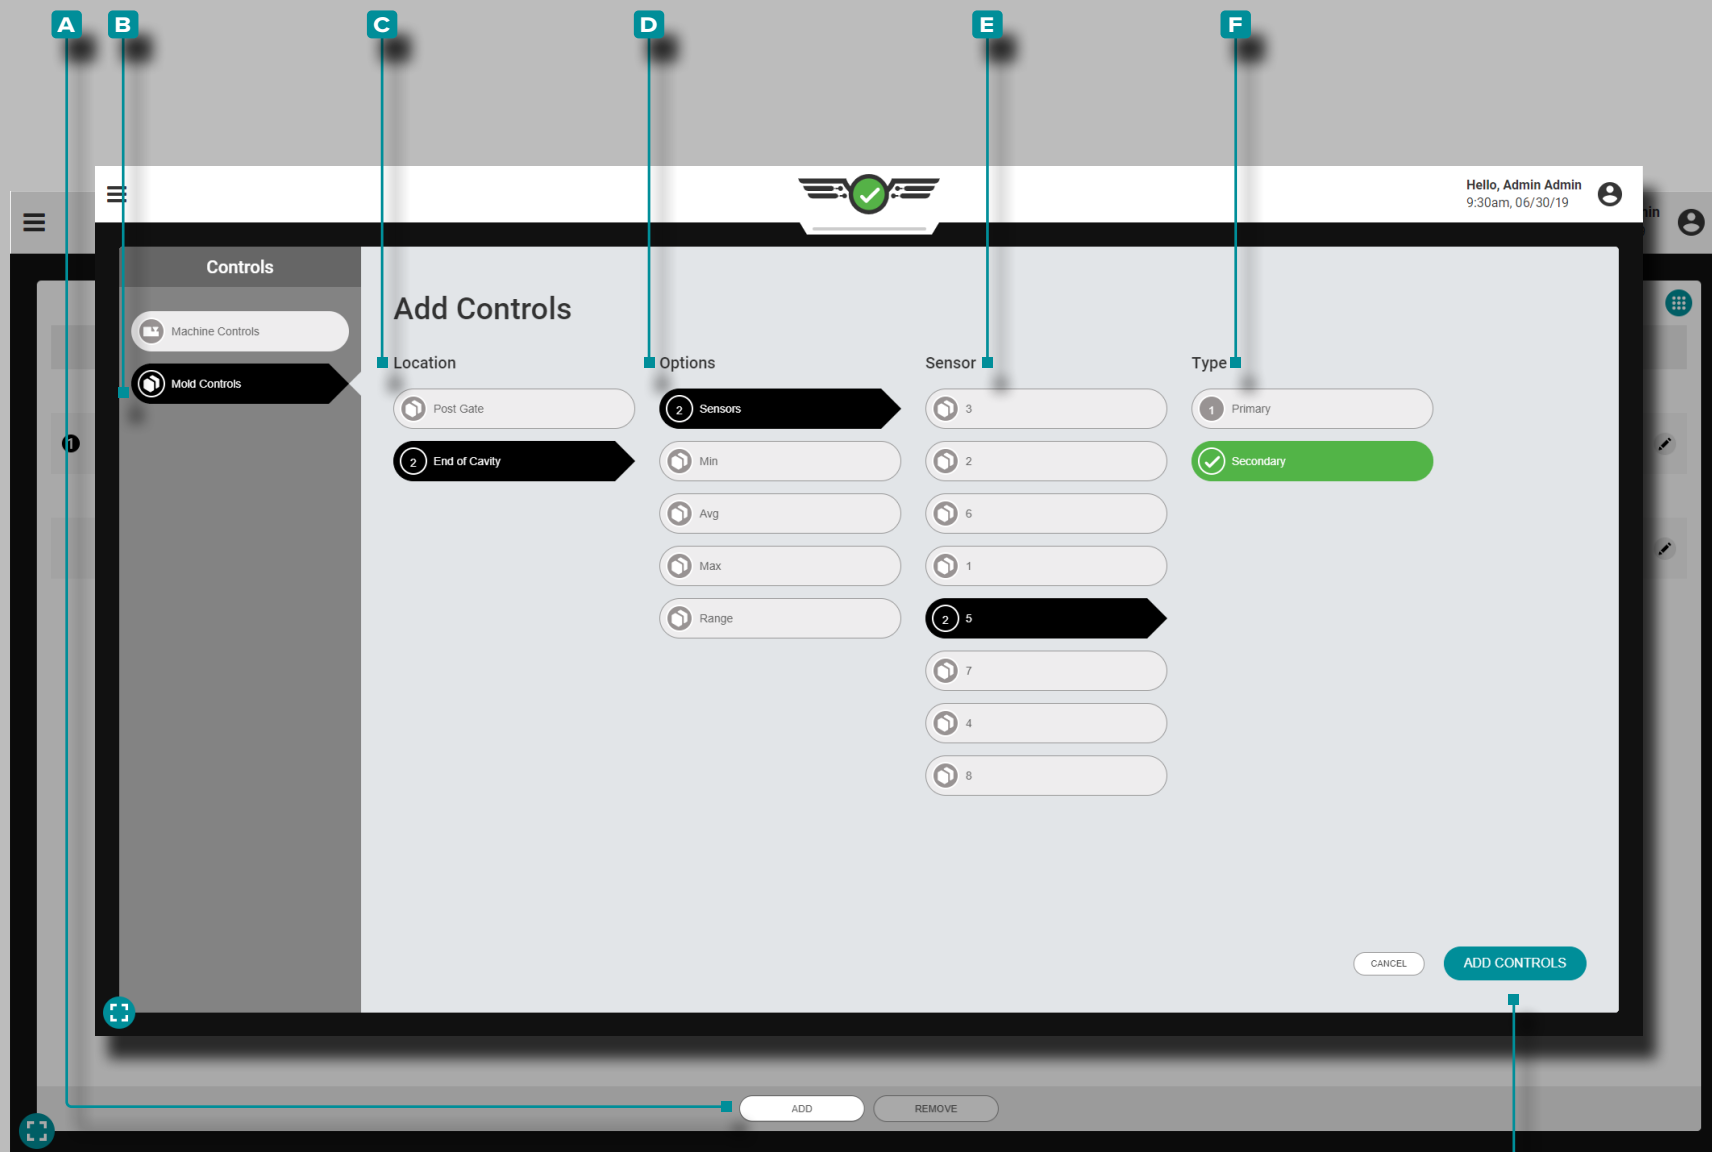 A B C D E F
Hello, Admin Admin
9:30am, 06/30/19
in
Controls
Machine Controls
Mold Controls
Add Controls
Location
Post Gate
2 End of Cavity
Options
2 Sensors
Min
Avg
Max
Range
Sensor
3
2
6
1
2 5
7
4
8
Type
1 Primary
Secondary
1
CANCEL
ADD CONTROLS
ADD
REMOVE